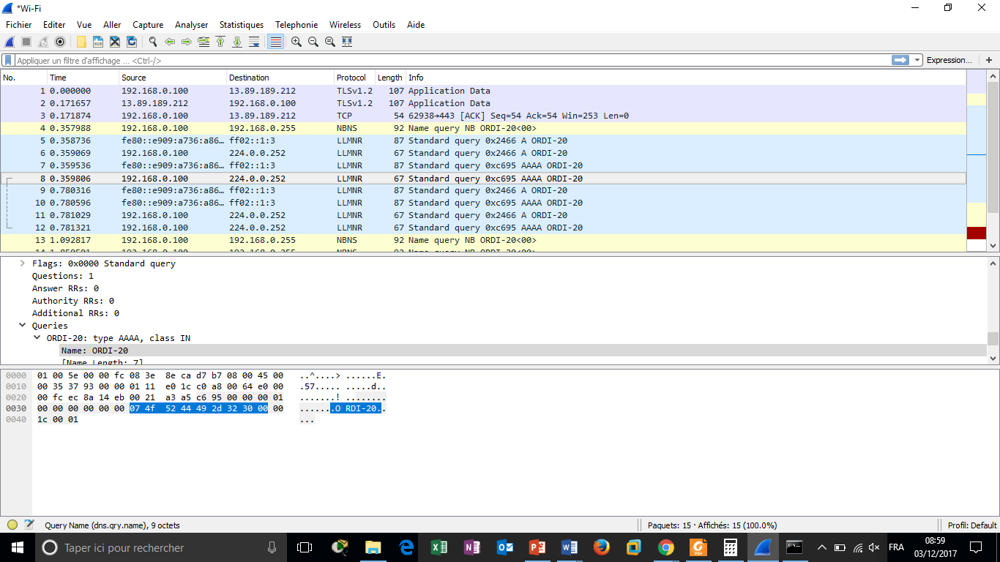 *Wi-Fi
Fichier Editer Vue Aller Capture Analyser Statistiques Telephonie Wireless Outils Aide
Appliquer un filtre d'affichage ... <Ctrl-/> Expression... +
No. Time Source Destination Protocol Length Info
1 0.000000 192.168.0.100 13.89.189.212 TLSv1.2 107 Application Data
2 0.171657 13.89.189.212 192.168.0.100 TLSv1.2 107 Application Data
3 0.171874 192.168.0.100 13.89.189.212 TCP 54 62938→443 [ACK] Seq=54 Ack=54 Win=253 Len=0
4 0.357988 192.168.0.100 192.168.0.255 NBNS 92 Name query NB ORDI-20<00>
5 0.358736 fe80::e909:a736:a86… ff02::1:3 LLMNR 87 Standard query 0x2466 A ORDI-20
6 0.359069 192.168.0.100 224.0.0.252 LLMNR 67 Standard query 0x2466 A ORDI-20
7 0.359536 fe80::e909:a736:a86… ff02::1:3 LLMNR 87 Standard query 0xc695 AAAA ORDI-20
8 0.359806 192.168.0.100 224.0.0.252 LLMNR 67 Standard query 0xc695 AAAA ORDI-20
9 0.780316 fe80::e909:a736:a86… ff02::1:3 LLMNR 87 Standard query 0x2466 A ORDI-20
10 0.780596 fe80::e909:a736:a86… ff02::1:3 LLMNR 87 Standard query 0xc695 AAAA ORDI-20
11 0.781029 192.168.0.100 224.0.0.252 LLMNR 67 Standard query 0x2466 A ORDI-20
12 0.781321 192.168.0.100 224.0.0.252 LLMNR 67 Standard query 0xc695 AAAA ORDI-20
13 1.092817 192.168.0.100 192.168.0.255 NBNS 92 Name query NB ORDI-20<00>
Flags: 0x0000 Standard query
Questions: 1
Answer RRs: 0
Authority RRs: 0
Additional RRs: 0
Queries
ORDI-20: type AAAA, class IN
Name: ORDI-20
[Name Length: 7]
0000 01 00 5e 00 00 fc 08 3e 8e ca d7 b7 08 00 45 00 ..^....> ......E.
0010 00 35 37 93 00 00 01 11 e0 1c c0 a8 00 64 e0 00 .57..... .....d..
0020 00 fc ec 8a 14 eb 00 21 a3 a5 c6 95 00 00 00 01 .......! ........
0030 00 00 00 00 00 00 07 4f 52 44 49 2d 32 30 00 00 .......O RDI-20..
0040 1c 00 01 ...
Query Name (dns.qry.name), 9 octets Paquets: 15 · Affichés: 15 (100.0%) Profil: Default
Taper ici pour rechercher FRA 08:59
03/12/2017